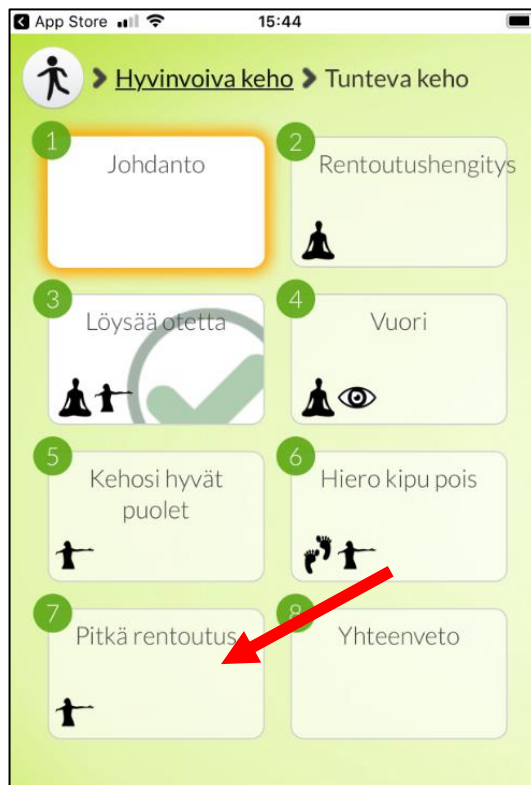 App Store 15:44
Hyvinvoiva keho Tunteva keho
1
Johdanto
2
Rentoutushengitys
3
Löysää otetta
4
Vuori
5
Kehosi hyvät
puolet
6
Hiero kipu pois
7
Pitkä rentoutus
8
Yhteenveto